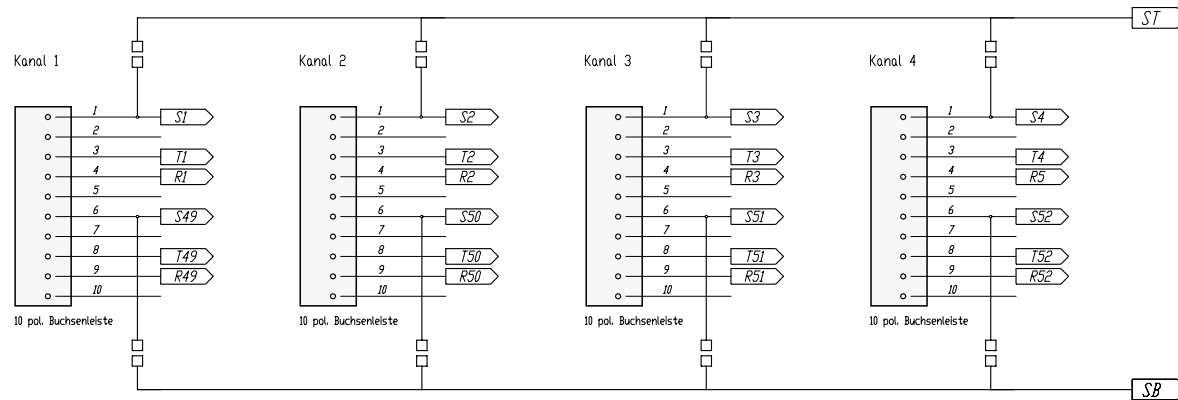 ST
Kanal 1
1 S1
2
3 T1
4 R1
5
6 S49
7
8 T49
9 R49
10
10 pol. Buchsenleiste
Kanal 2
1 S2
2
3 T2
4 R2
5
6 S50
7
8 T50
9 R50
10
10 pol. Buchsenleiste
Kanal 3
1 S3
2
3 T3
4 R3
5
6 S51
7
8 T51
9 R51
10
10 pol. Buchsenleiste
Kanal 4
1 S4
2
3 T4
4 R5
5
6 S52
7
8 T52
9 R52
10
10 pol. Buchsenleiste
SB